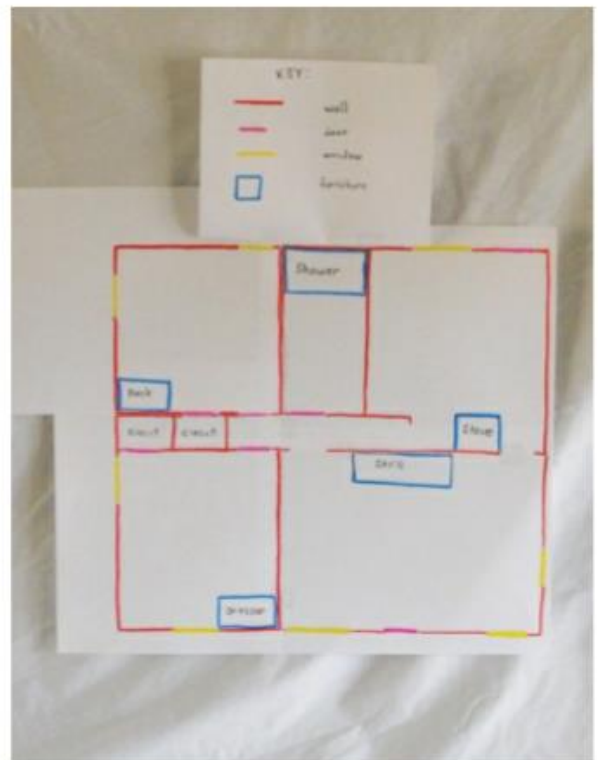 KEY:
wall
door
window
furniture
Shower
Desk
closet
closet
Stove
Sofa
Dresser